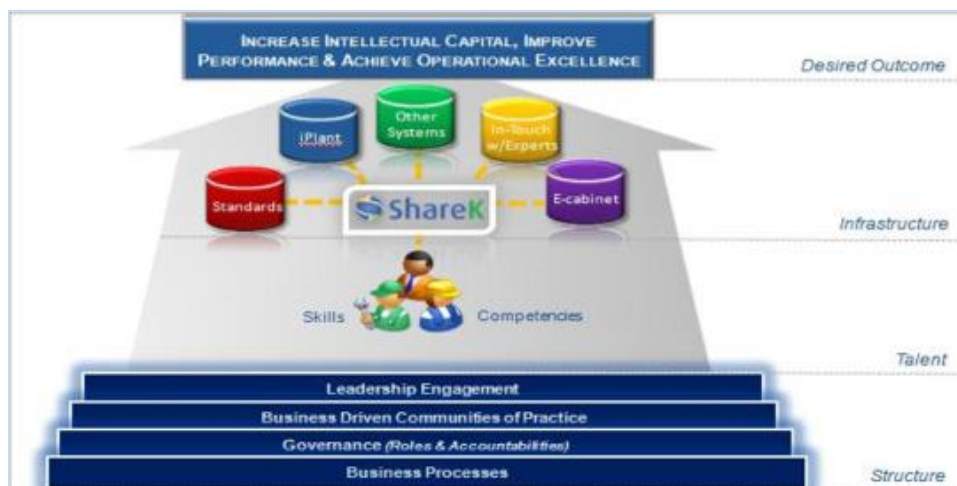 INCREASE INTELLECTUAL CAPITAL, IMPROVE
PERFORMANCE & ACHIEVE OPERATIONAL EXCELLENCE
Desired Outcome
iPlant
Other
Systems
In-Touch
w/Experts
Standards
ShareK
E-cabinet
Infrastructure
Skills
Competencies
Talent
Leadership Engagement
Business Driven Communities of Practice
Governance (Roles & Accountabilities)
Business Processes
Structure